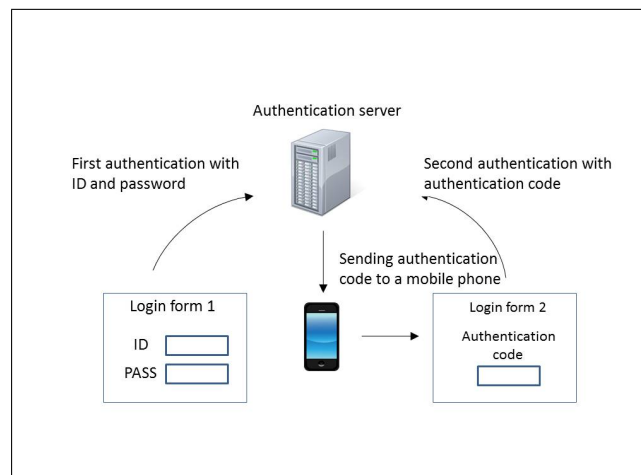 Authentication server
First authentication with
ID and password
Second authentication with
authentication code
Sending authentication
code to a mobile phone
Login form 1
ID
PASS
Login form 2
Authentication
code